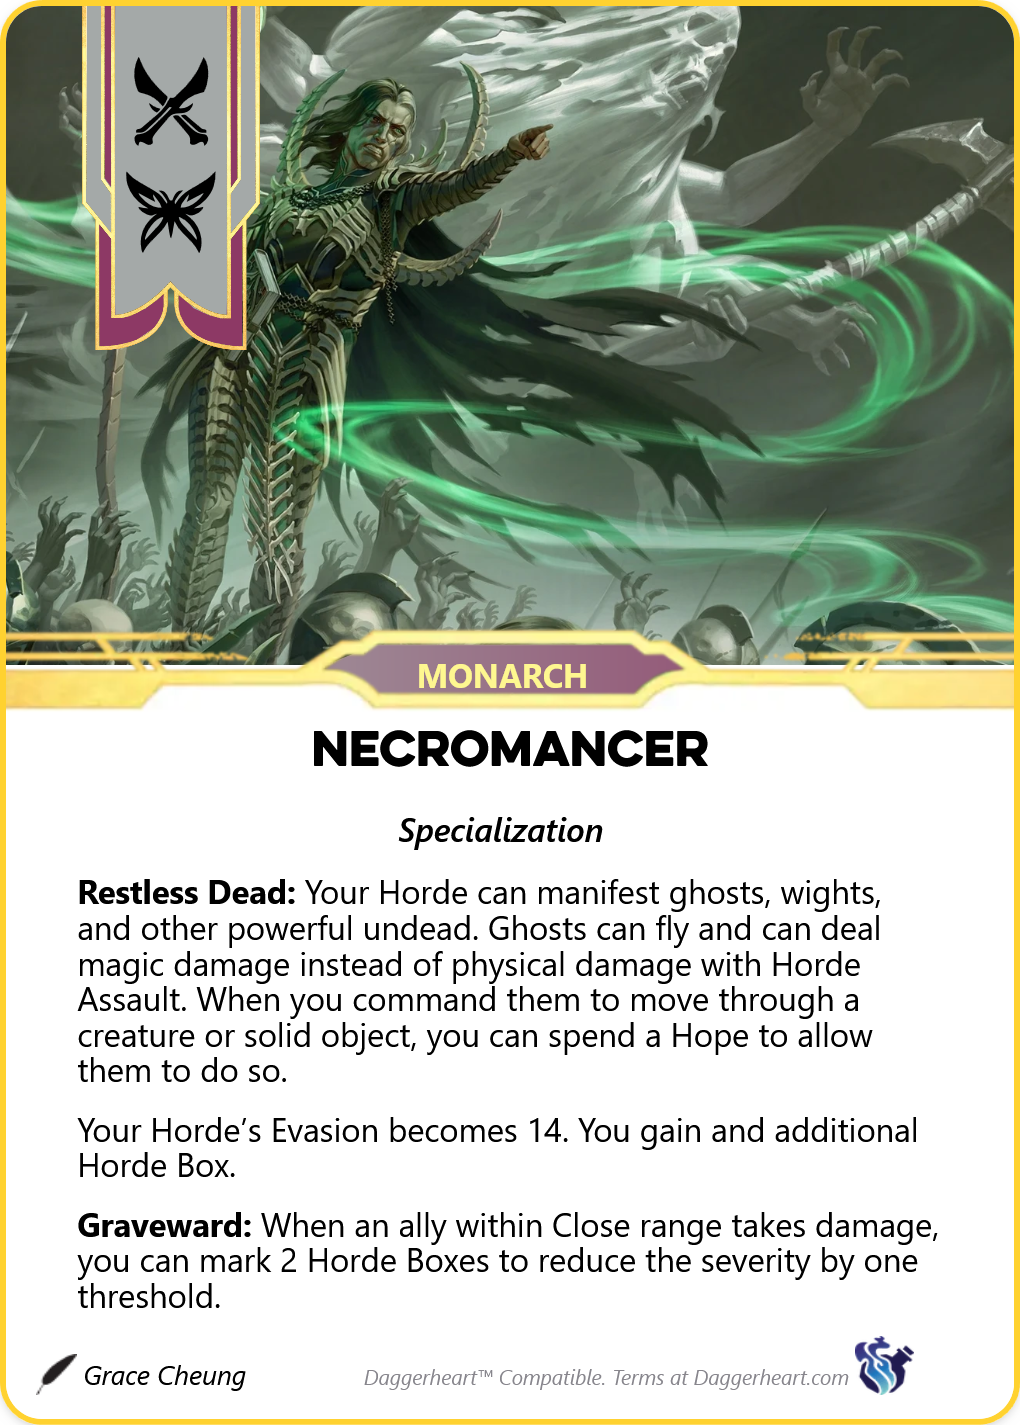 MONARCH
NECROMANCER
Specialization
Restless Dead: Your Horde can manifest ghosts, wights,
and other powerful undead. Ghosts can fly and can deal
magic damage instead of physical damage with Horde
Assault. When you command them to move through a
creature or solid object, you can spend a Hope to allow
them to do so.
Your Horde’s Evasion becomes 14. You gain and additional
Horde Box.
Graveward: When an ally within Close range takes damage,
you can mark 2 Horde Boxes to reduce the severity by one
threshold.
Grace Cheung
Daggerheart™ Compatible. Terms at Daggerheart.com